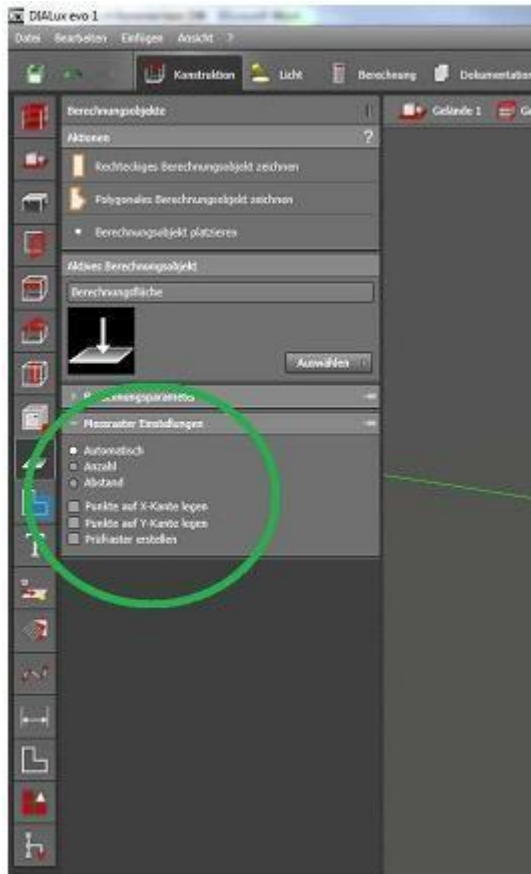 DIALux evo 1
Datei Bearbeiten Einfügen Ansicht ?
Konstruktion Licht Berechnung Dokumentation
Berechnungsobjekte
Gelände 1
Aktionen ?
Rechteckiges Berechnungsobjekt zeichnen
Polygonales Berechnungsobjekt zeichnen
Berechnungsobjekt platzieren
Aktives Berechnungsobjekt
Berechnungsfläche
Auswählen
Messraster Einstellungen
Automatisch
Anzahl
Abstand
Punkte auf X-Kante legen
Punkte auf Y-Kante legen
Prüfraster erstellen
T